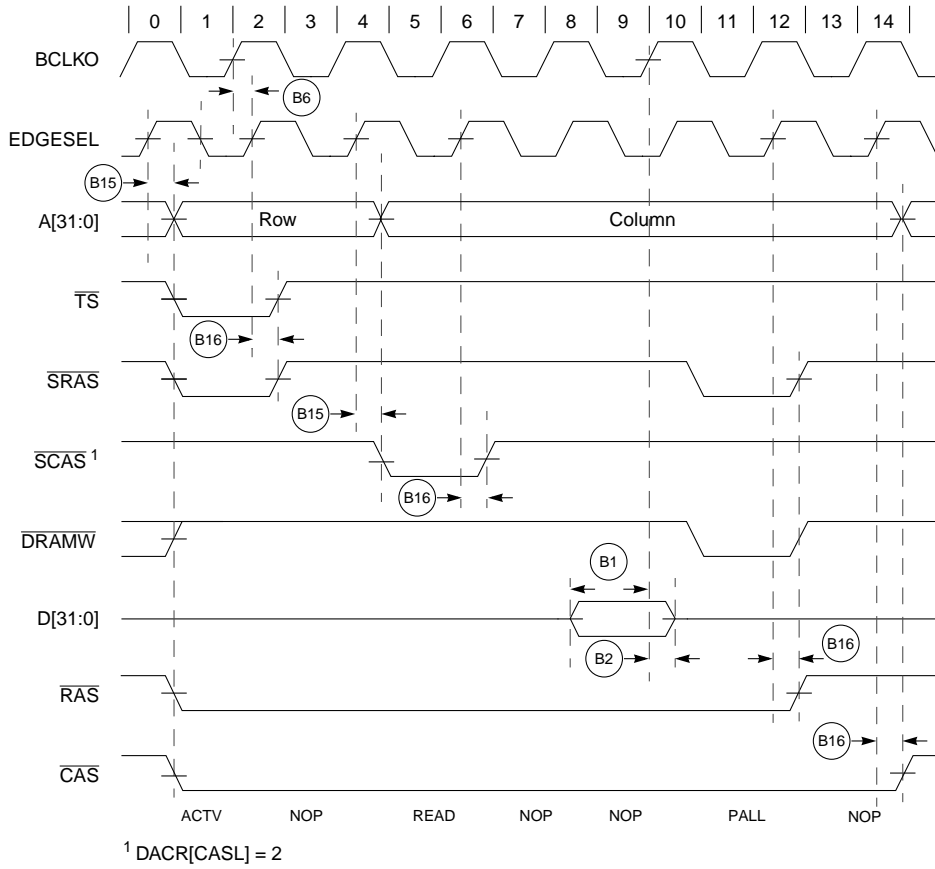 0 1 2 3 4 5 6 7 8 9 10 11 12 13 14
BCLKO
B6
EDGESEL
B15
A[31:0] Row Column
TS
B16
SRAS
B15
SCAS 1
B16
DRAMW
B1
D[31:0]
B2 B16
RAS
B16
CAS
ACTV NOP READ NOP NOP PALL NOP
1 DACR[CASL] = 2